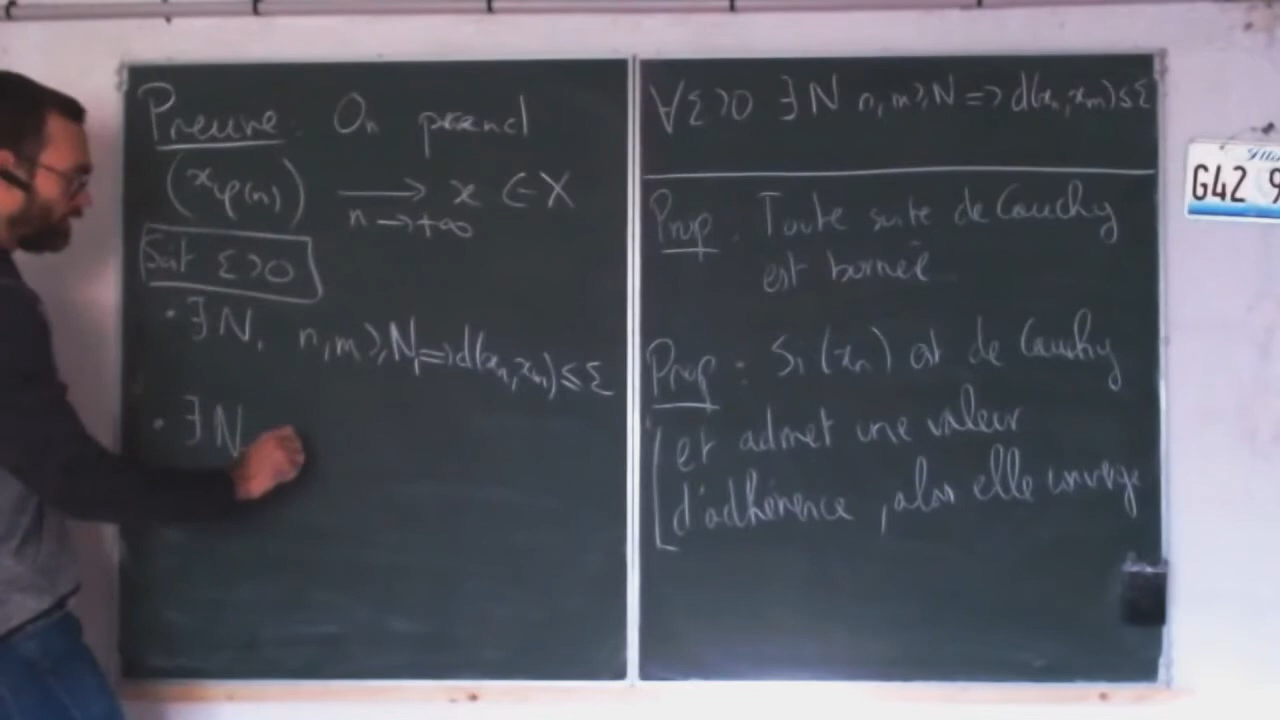 Preuve : On prend
(x_φ(n)) → x ∈ X
n→+∞
Soit ε>0
• ∃N, n,m≥N ⇒ d(x_n,x_m)≤ε
• ∃N
∀ε>0 ∃N n,m≥N ⇒ d(x_n,x_m)≤ε
Prop. Toute suite de Cauchy
est bornée
Prop : Si (x_n) est de Cauchy
et admet une valeur
d'adhérence, alors elle converge
G42 9